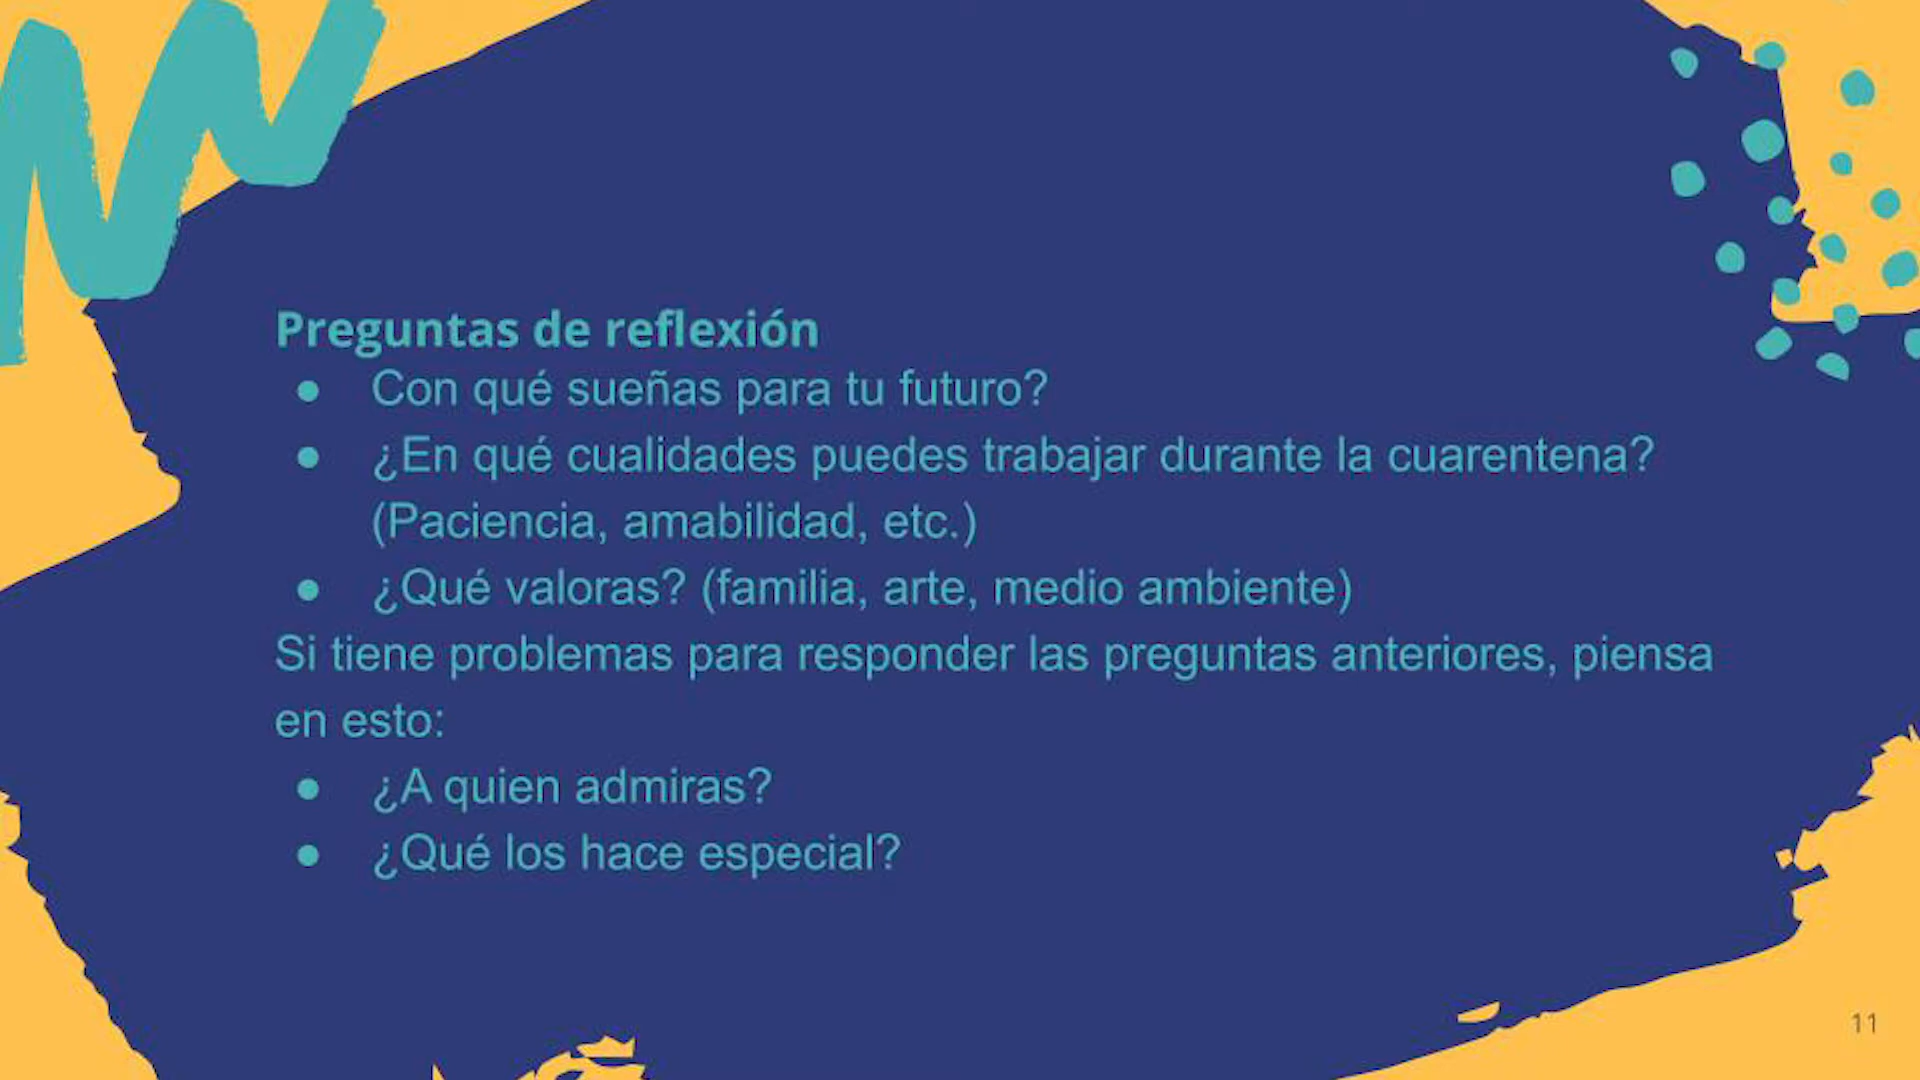 Preguntas de reflexión
● Con qué sueñas para tu futuro?
● ¿En qué cualidades puedes trabajar durante la cuarentena?
(Paciencia, amabilidad, etc.)
● ¿Qué valoras? (familia, arte, medio ambiente)
Si tiene problemas para responder las preguntas anteriores, piensa
en esto:
● ¿A quien admiras?
● ¿Qué los hace especial?
11